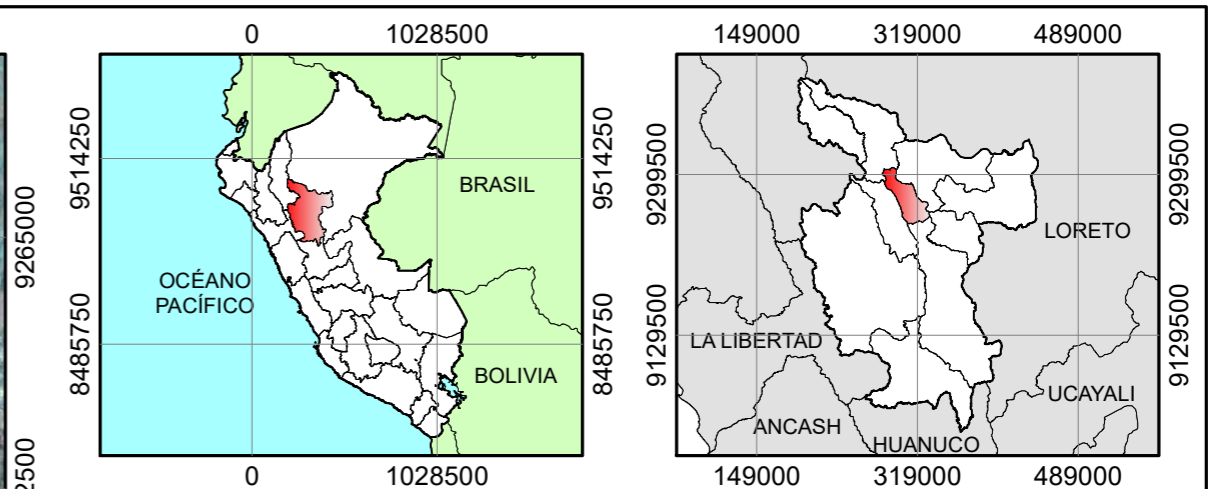 0 1028500
9514250 9514250
8485750 8485750
BRASIL
OCÉANO
PACÍFICO
BOLIVIA
0 1028500
149000 319000 489000
9299500 9299500
9129500 9129500
LORETO
LA LIBERTAD
UCAYALI
ANCASH
HUANUCO
149000 319000 489000
9265000
2500